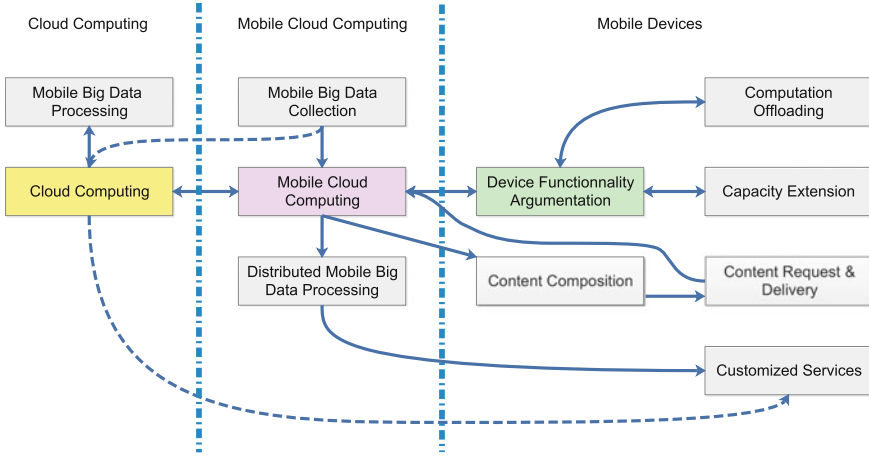 Cloud Computing
Mobile Cloud Computing
Mobile Devices
Mobile Big Data
Processing
Mobile Big Data
Collection
Computation
Offloading
Cloud Computing
Mobile Cloud
Computing
Device Functionnality
Argumentation
Capacity Extension
Distributed Mobile Big
Data Processing
Content Composition
Content Request &
Delivery
Customized Services